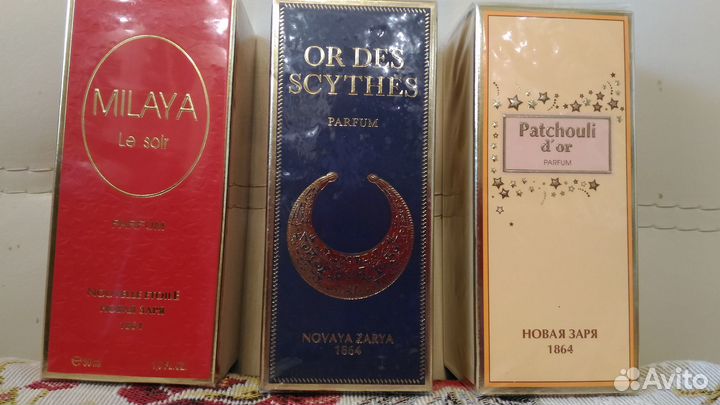 MILAYA
Le soir
PARFUM
NOUVELLE ETOILE
НОВАЯ ЗАРЯ
1864
OR DES
SCYTHES
PARFUM
NOVAYA ZARYA
1864
Patchouli
d'or
PARFUM
НОВАЯ ЗАРЯ
1864
Avito